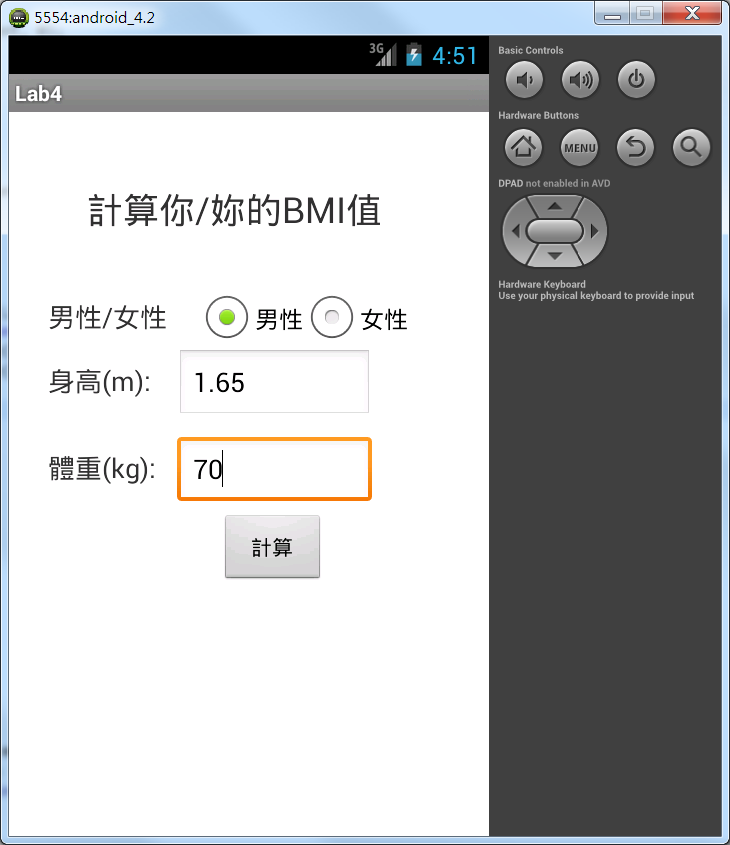 5554:android_4.2
3G 4:51
Lab4
計算你/妳的BMI值
男性/女性 男性 女性
身高(m): 1.65
體重(kg): 70
計算
Basic Controls
Hardware Buttons
MENU
DPAD not enabled in AVD
Hardware Keyboard
Use your physical keyboard to provide input